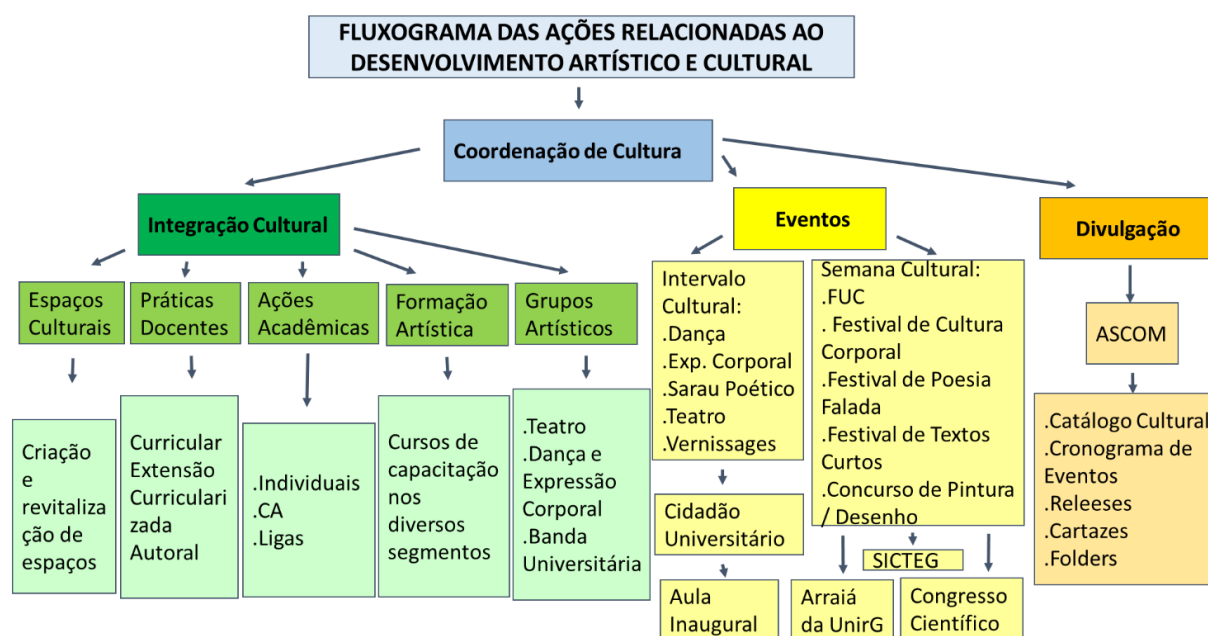 FLUXOGRAMA DAS AÇÕES RELACIONADAS AO
DESENVOLVIMENTO ARTÍSTICO E CULTURAL
Coordenação de Cultura
Integração Cultural
Eventos
Divulgação
Espaços
Culturais
Práticas
Docentes
Ações
Acadêmicas
Formação
Artística
Grupos
Artísticos
Criação
e
revitaliza
ção de
espaços
Curricular
Extensão
Curriculari
zada
Autoral
.Individuais
.CA
.Ligas
Cursos de
capacitação
nos
diversos
segmentos
.Teatro
.Dança e
Expressão
Corporal
.Banda
Universitária
Intervalo
Cultural:
.Dança
.Exp. Corporal
.Sarau Poético
.Teatro
.Vernissages
Cidadão
Universitário
Aula
Inaugural
Semana Cultural:
.FUC
. Festival de Cultura
Corporal
.Festival de Poesia
Falada
.Festival de Textos
Curtos
.Concurso de Pintura
/ Desenho
SICTEG
Arraiá
da UnirG
Congresso
Científico
ASCOM
.Catálogo Cultural
.Cronograma de
Eventos
.Releeses
.Cartazes
.Folders